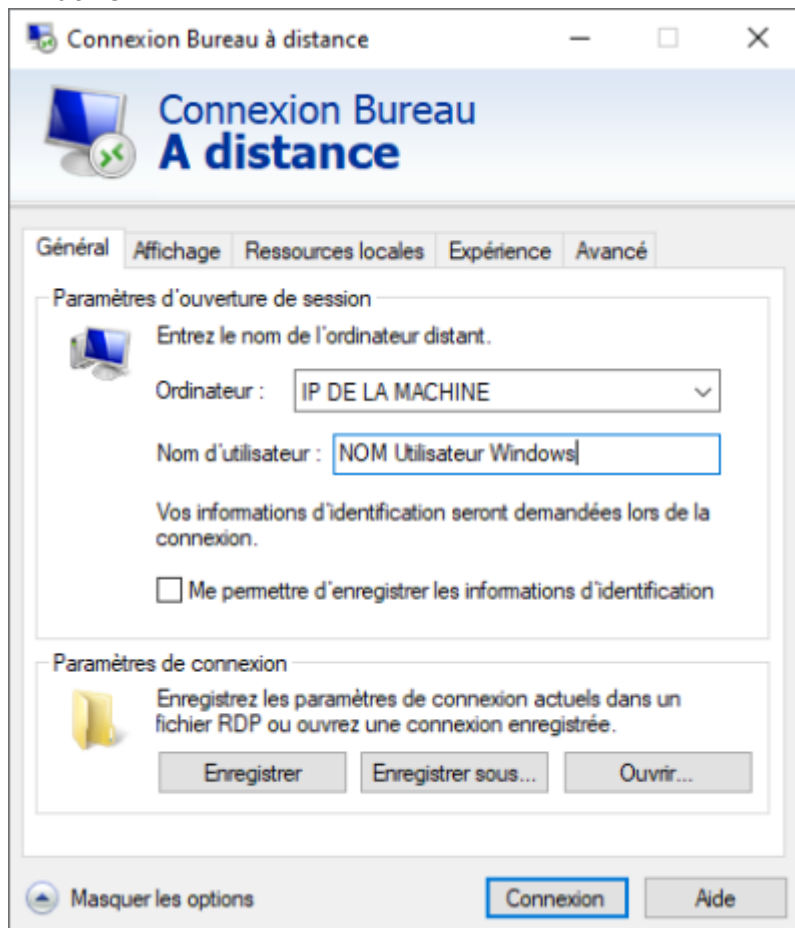 Connexion Bureau à distance
Connexion Bureau
A distance
Général Affichage Ressources locales Expérience Avancé
Paramètres d'ouverture de session
Entrez le nom de l'ordinateur distant.
Ordinateur : IP DE LA MACHINE
Nom d'utilisateur : NOM Utilisateur Windows
Vos informations d'identification seront demandées lors de la
connexion.
Me permettre d'enregistrer les informations d'identification
Paramètres de connexion
Enregistrez les paramètres de connexion actuels dans un
fichier RDP ou ouvrez une connexion enregistrée.
Enregistrer Enregistrer sous... Ouvrir...
Masquer les options Connexion Aide